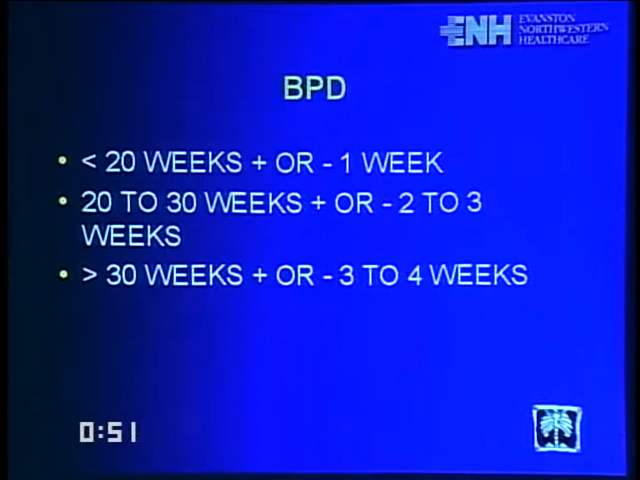 ENH EVANSTON
NORTHWESTERN
HEALTHCARE
BPD
• < 20 WEEKS + OR - 1 WEEK
• 20 TO 30 WEEKS + OR - 2 TO 3
WEEKS
• > 30 WEEKS + OR - 3 TO 4 WEEKS
0:51